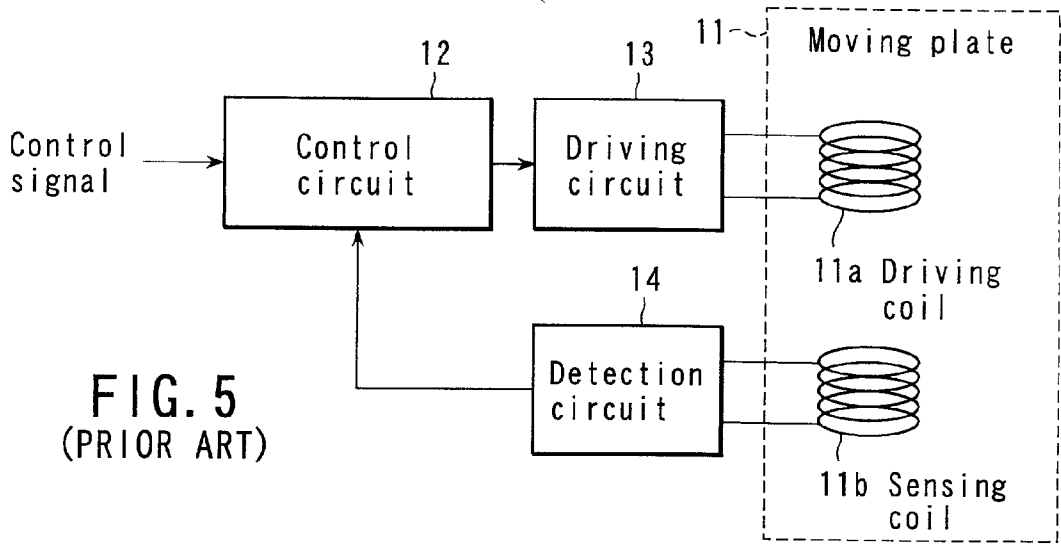 11
Moving plate
12
13
Control
signal
Control
circuit
Driving
circuit
11a Driving
coil
14
Detection
circuit
FIG. 5
(PRIOR ART)
11b Sensing
coil